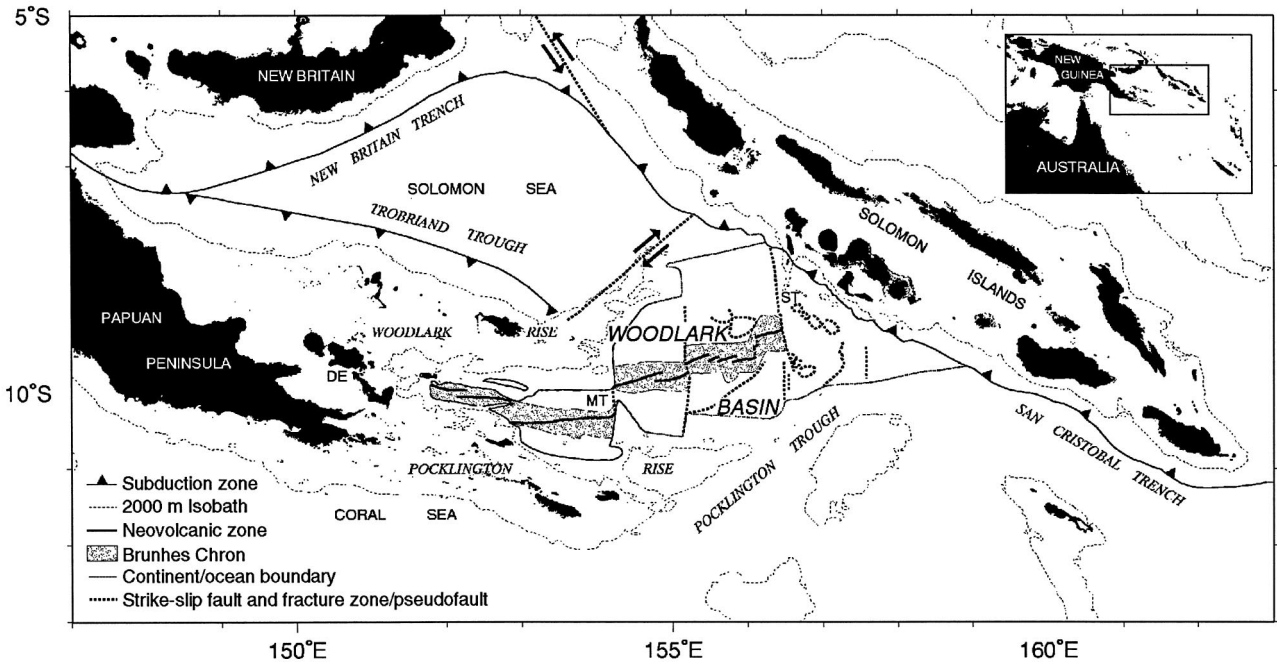 5°S
NEW BRITAIN
NEW
GUINEA
AUSTRALIA
NEW BRITAIN TRENCH
SOLOMON SEA
TROBRIAND TROUGH
SOLOMON
ISLANDS
PAPUAN
PENINSULA
WOODLARK RISE
WOODLARK
ST
DE
10°S
MT
BASIN
POCKLINGTON RISE
POCKLINGTON TROUGH
SAN CRISTOBAL TRENCH
CORAL SEA
Subduction zone
2000 m Isobath
Neovolcanic zone
Brunhes Chron
Continent/ocean boundary
Strike-slip fault and fracture zone/pseudofault
150°E
155°E
160°E